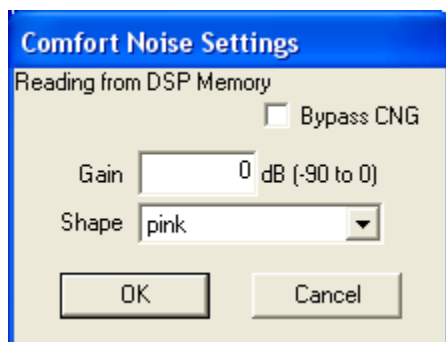 Comfort Noise Settings
Reading from DSP Memory
Bypass CNG
Gain 0 dB (-90 to 0)
Shape pink
OK Cancel